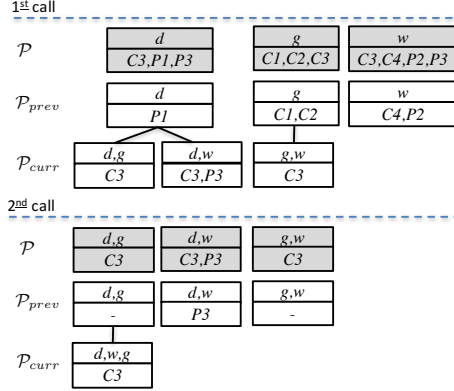 1st call
P d g w
C3,P1,P3 C1,C2,C3 C3,C4,P2,P3
Pprev d g w
P1 C1,C2 C4,P2
Pcurr d,g d,w g,w
C3 C3,P3 C3
2nd call
P d,g d,w g,w
C3 C3,P3 C3
Pprev d,g d,w g,w
- P3 -
Pcurr d,w,g
C3